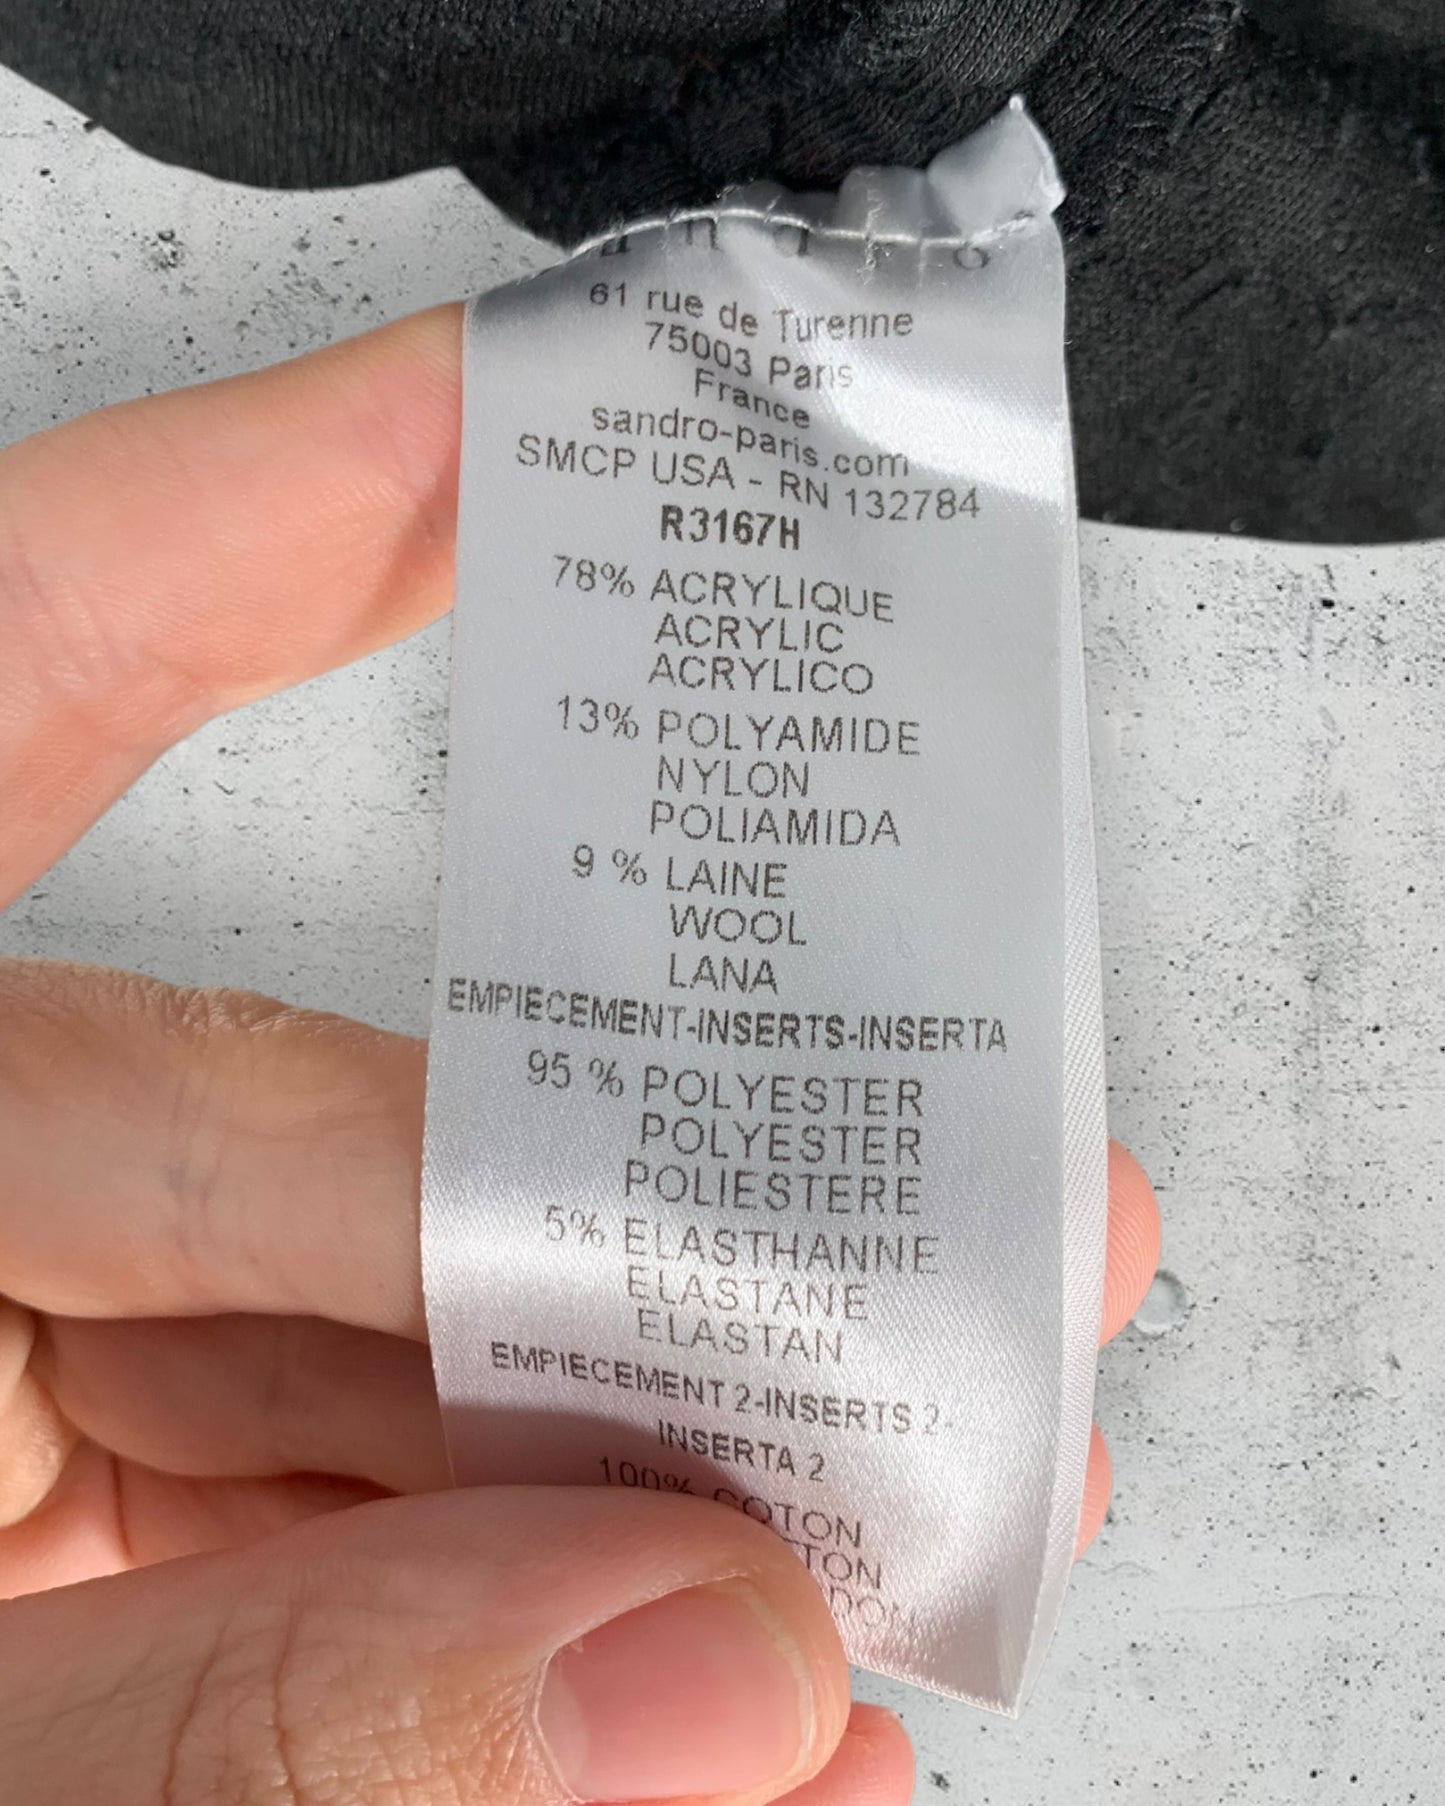 61 rue de Turenne
75003 Paris
France
sandro-paris.com
SMCP USA - RN 132784
R3167H
78% ACRYLIQUE
ACRYLIC
ACRYLICO
13% POLYAMIDE
NYLON
POLIAMIDA
9 % LAINE
WOOL
LANA
EMPIECEMENT-INSERTS-INSERTA
95 % POLYESTER
POLYESTER
POLIESTERE
5% ELASTHANNE
ELASTANE
ELASTAN
EMPIECEMENT 2-INSERTS 2-
INSERTA 2
100% COTON